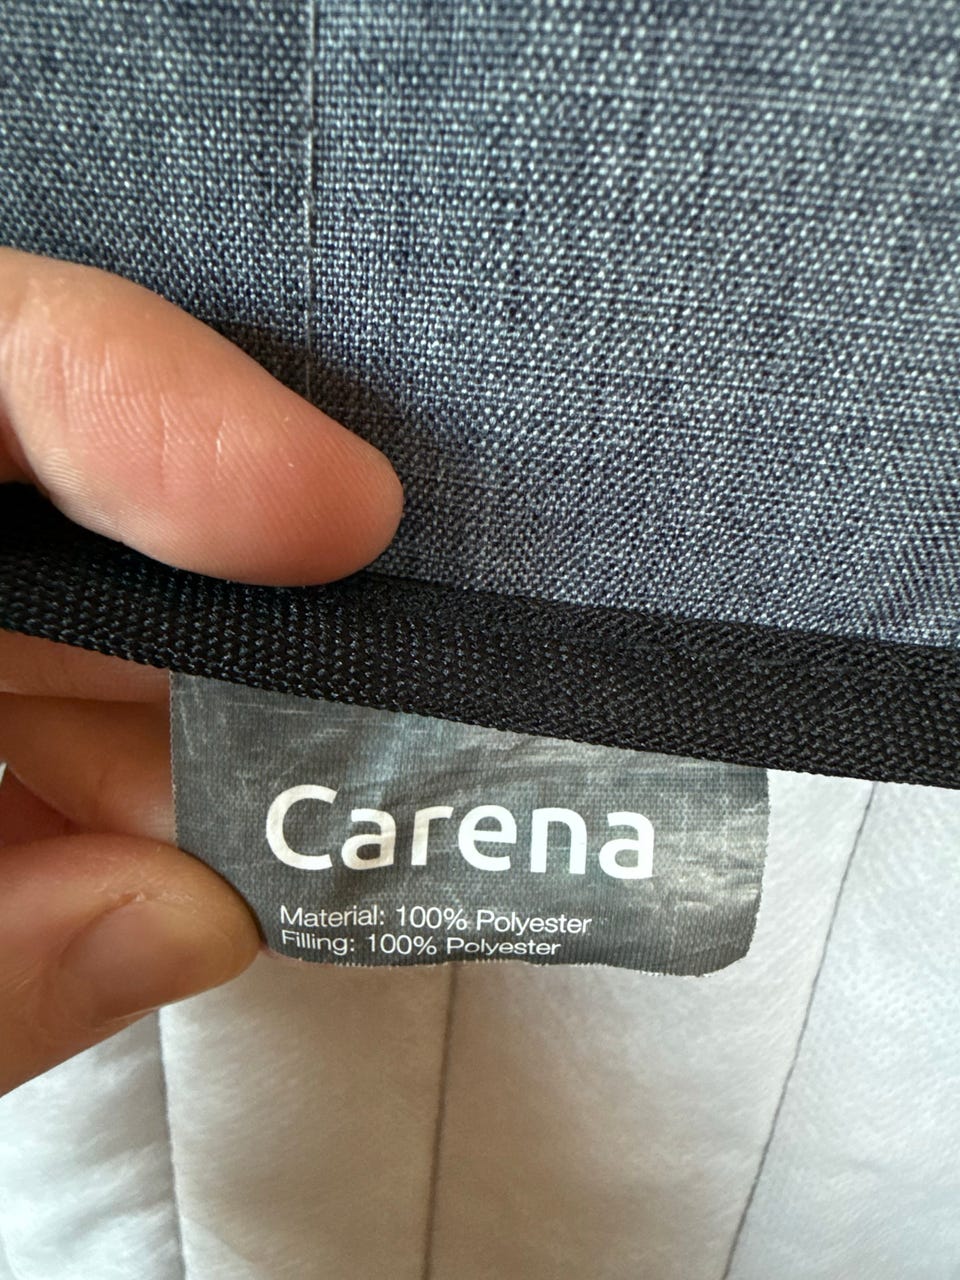 Carena
Material: 100% Polyester
Filling: 100% Polyester